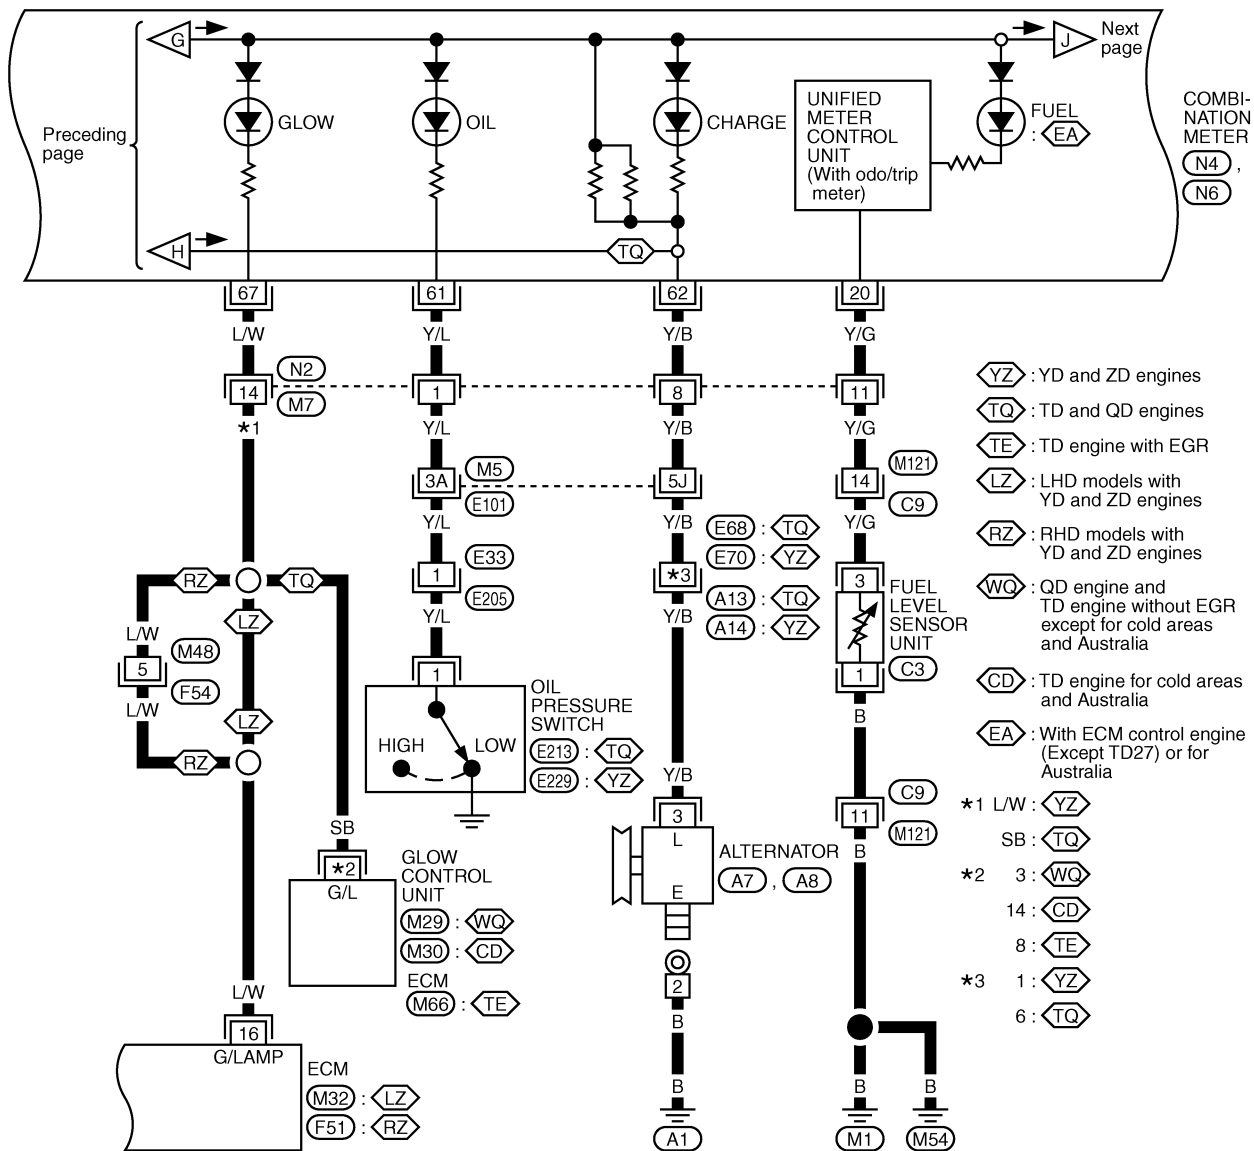 G
J
Next
page
Preceding
page
GLOW
OIL
CHARGE
UNIFIED
METER
CONTROL
UNIT
(With odo/trip
meter)
FUEL
: EA
COMBI-
NATION
METER
N4 ,
N6
H
TQ
67
61
62
20
L/W
Y/L
Y/B
Y/G
N2
14
1
8
11
M7
*1
Y/L
Y/B
Y/G
M5
3A
5J
E101
M121
14
C9
Y/L
Y/B
Y/G
E33
1
E205
E68 : TQ
E70 : YZ
*3
A13 : TQ
A14 : YZ
3
FUEL
LEVEL
SENSOR
UNIT
1
C3
RZ
TQ
LZ
L/W
M48
5
F54
L/W
LZ
RZ
Y/L
Y/B
B
1
OIL
PRESSURE
SWITCH
HIGH
LOW
E213 : TQ
E229 : YZ
Y/B
3
L
E
ALTERNATOR
A7 , A8
2
B
B
A1
C9
11
M121
B
B
B
M1
M54
SB
*2
G/L
GLOW
CONTROL
UNIT
M29 : WQ
M30 : CD
ECM
M66 : TE
L/W
16
G/LAMP
ECM
M32 : LZ
F51 : RZ
YZ : YD and ZD engines
TQ : TD and QD engines
TE : TD engine with EGR
LZ : LHD models with
YD and ZD engines
RZ : RHD models with
YD and ZD engines
WQ : QD engine and
TD engine without EGR
except for cold areas
and Australia
CD : TD engine for cold areas
and Australia
EA : With ECM control engine
(Except TD27) or for
Australia
*1 L/W : YZ
SB : TQ
*2 3 : WQ
14 : CD
8 : TE
*3 1 : YZ
6 : TQ